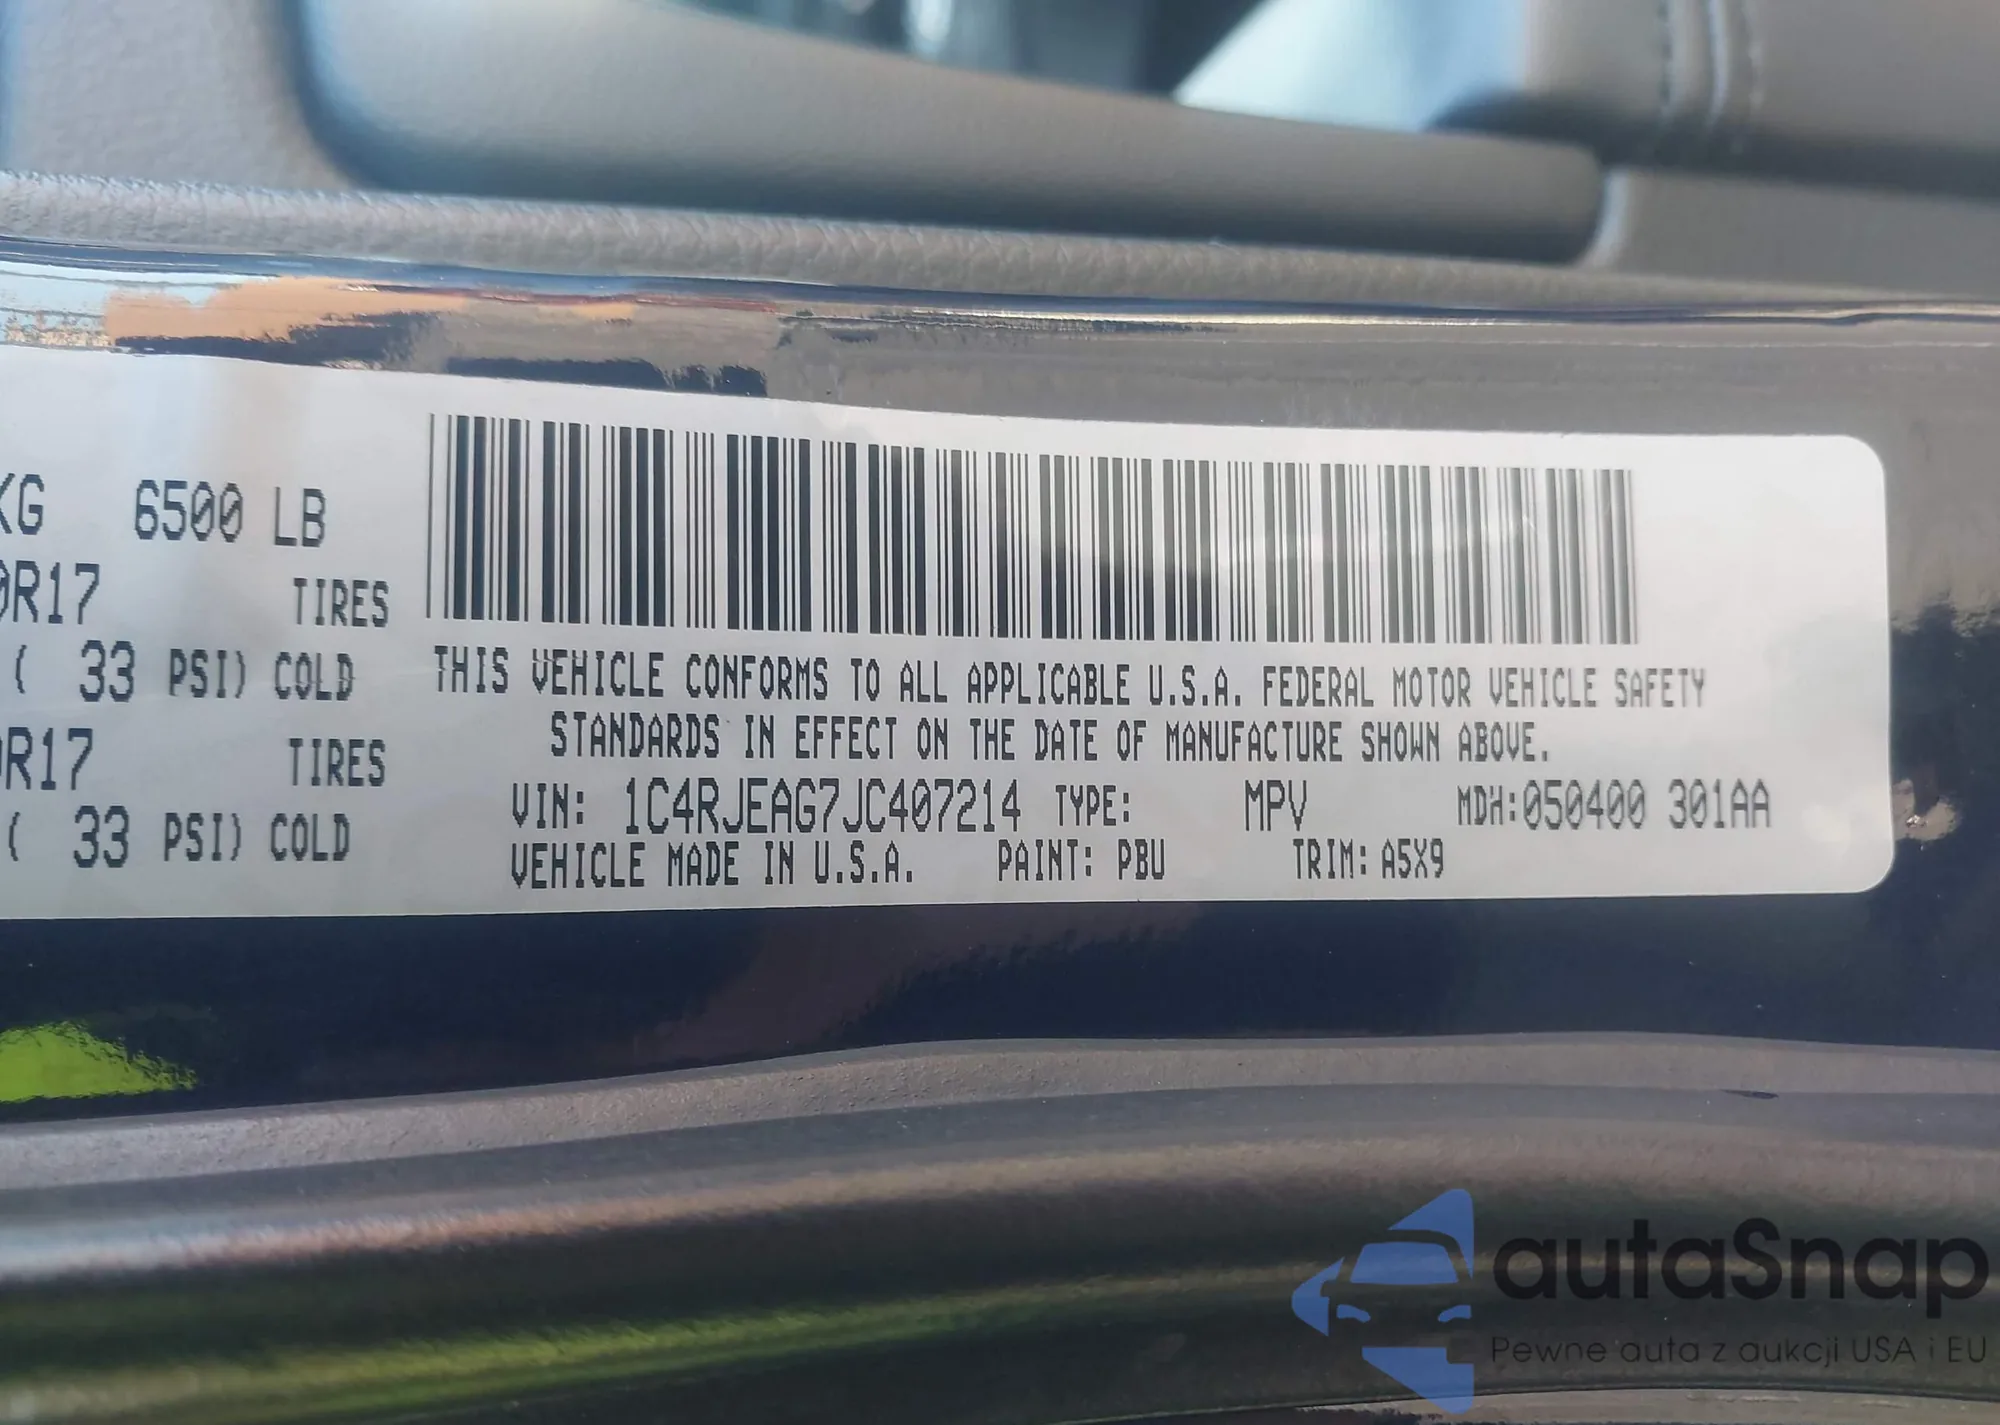 KG 6500 LB
0R17 TIRES
( 33 PSI) COLD
R17 TIRES
( 33 PSI) COLD
THIS VEHICLE CONFORMS TO ALL APPLICABLE U.S.A. FEDERAL MOTOR VEHICLE SAFETY
STANDARDS IN EFFECT ON THE DATE OF MANUFACTURE SHOWN ABOVE.
VIN: 1C4RJEAG7JC407214 TYPE: MPV MDH:050400 301AA
VEHICLE MADE IN U.S.A. PAINT: PBU TRIM: A5X9
autaSnap
Pewne auta z aukcji USA i EU